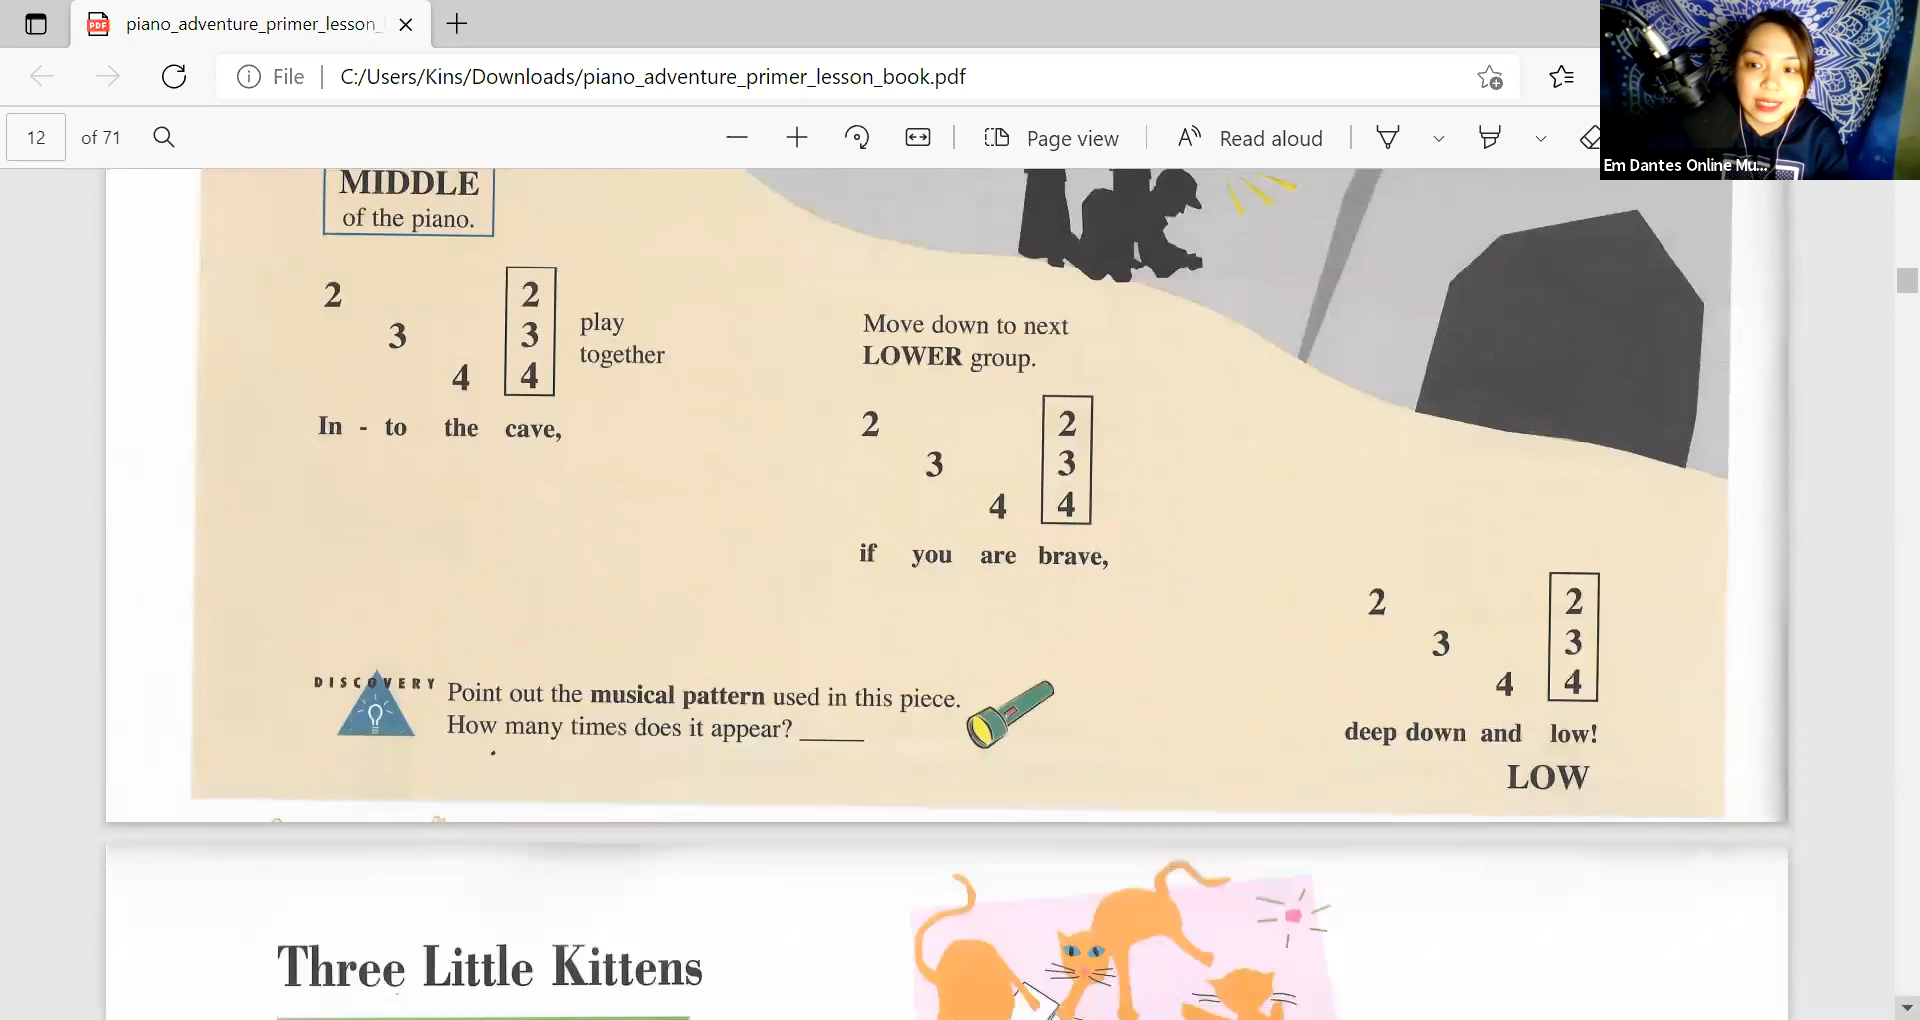 piano_adventure_primer_lesson_
File
C:/Users/Kins/Downloads/piano_adventure_primer_lesson_book.pdf
12 of 71
Page view
Read aloud
Em Dantes Online Mu...
MIDDLE
of the piano.
2
3
4
2
3
4
play
together
In - to the cave,
Move down to next
LOWER group.
2
3
4
2
3
4
if you are brave,
2
3
4
2
3
4
deep down and low!
LOW
DISCOVERY
Point out the musical pattern used in this piece.
How many times does it appear? _____
Three Little Kittens